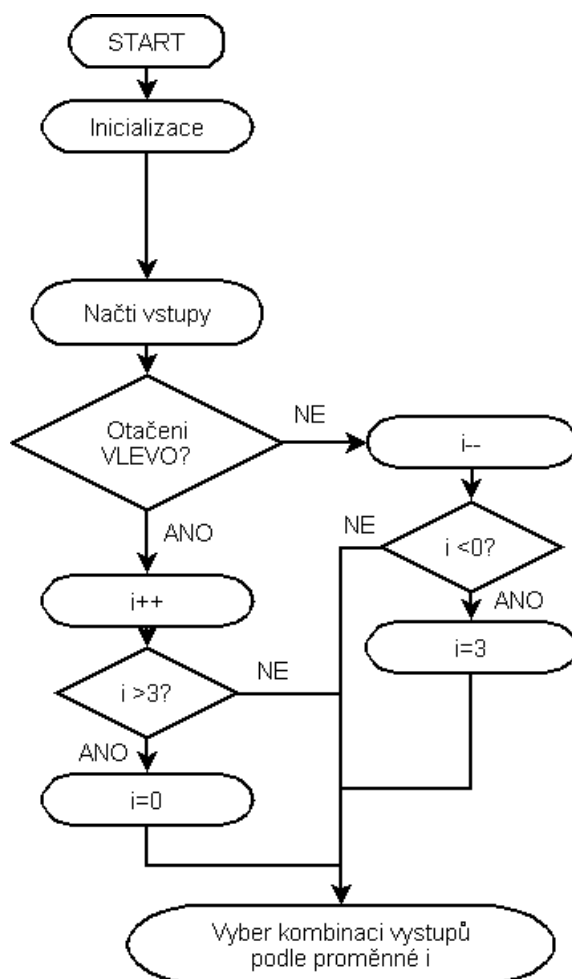 START
Inicializace
Načti vstupy
Otačeni
VLEVO?
NE
i--
ANO
NE
i <0?
i++
ANO
i=3
i >3?
NE
ANO
i=0
Vyber kombinaci vystupů
podle proměnné i